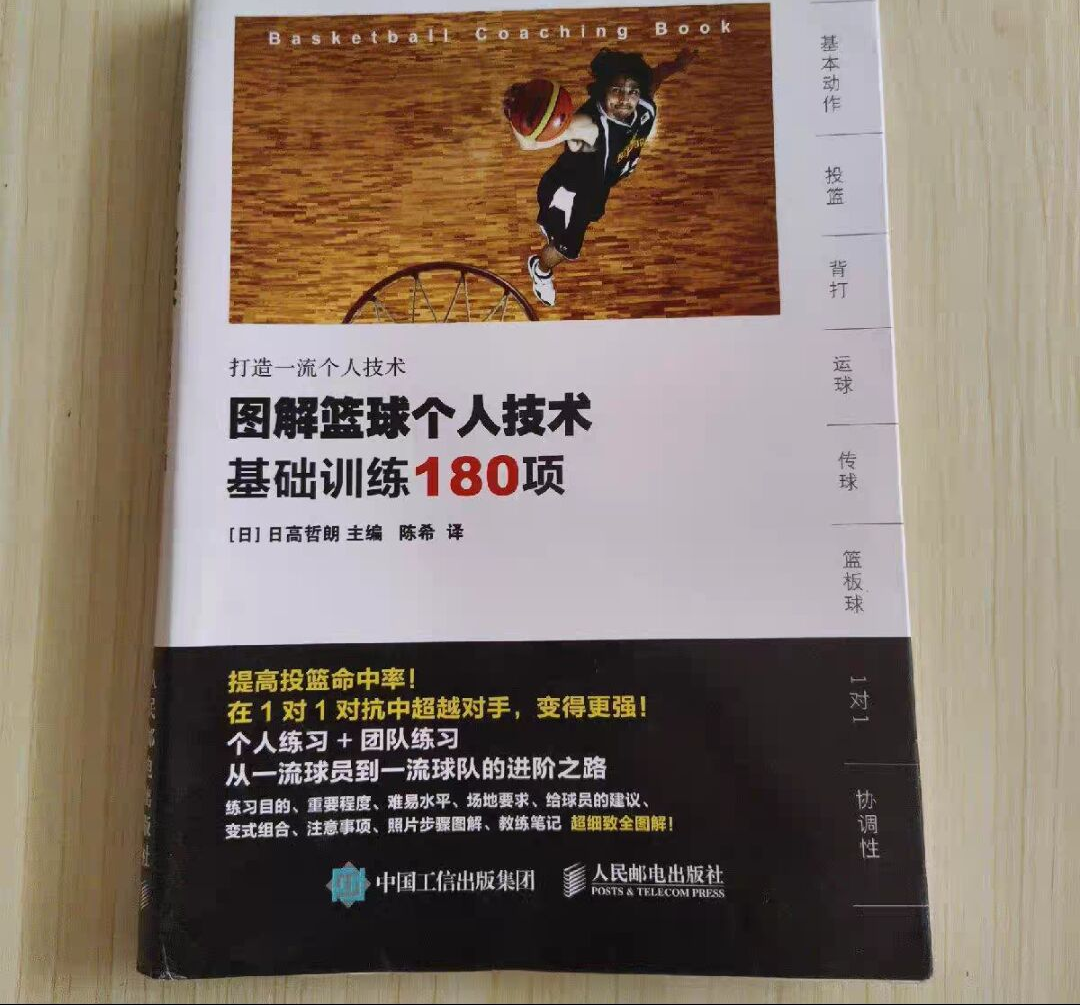 Basketball Coaching Book
打造一流个人技术
图解篮球个人技术
基础训练180项
[日] 日高哲朗 主编 陈希 译
提高投篮命中率！
在1对1对抗中超越对手，变得更强！
个人练习 + 团队练习
从一流球员到一流球队的进阶之路
练习目的、重要程度、难易水平、场地要求、给球员的建议、
变式组合、注意事项、照片步骤图解、教练笔记 超细致全图解！
中国工信出版集团
人民邮电出版社
POSTS & TELECOM PRESS
基本动作
投篮
背打
运球
传球
篮板球
1对1
协调性